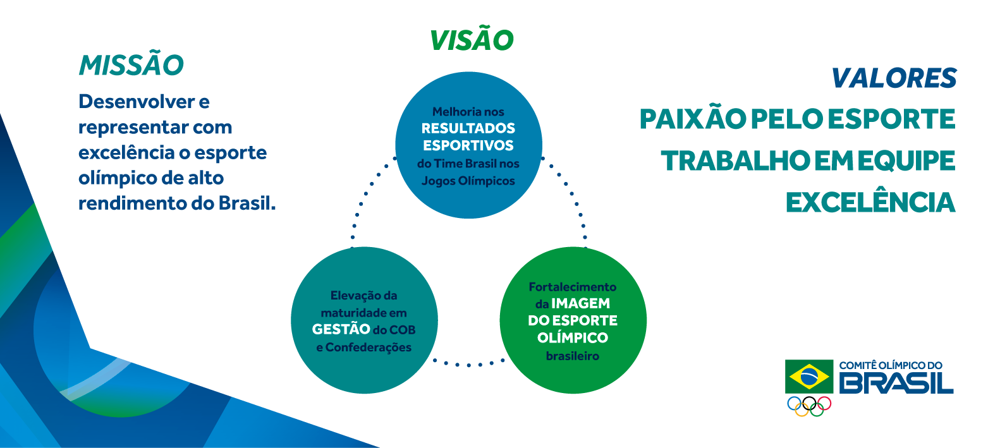 MISSÃO
Desenvolver e
representar com
excelência o esporte
olímpico de alto
rendimento do Brasil.
VISÃO
Melhoria nos
RESULTADOS
ESPORTIVOS
do Time Brasil nos
Jogos Olímpicos
Elevação da
maturidade em
GESTÃO do COB
e Confederações
Fortalecimento
da IMAGEM
DO ESPORTE
OLÍMPICO
brasileiro
VALORES
PAIXÃO PELO ESPORTE
TRABALHO EM EQUIPE
EXCELÊNCIA
COMITÊ OLÍMPICO DO
BRASIL